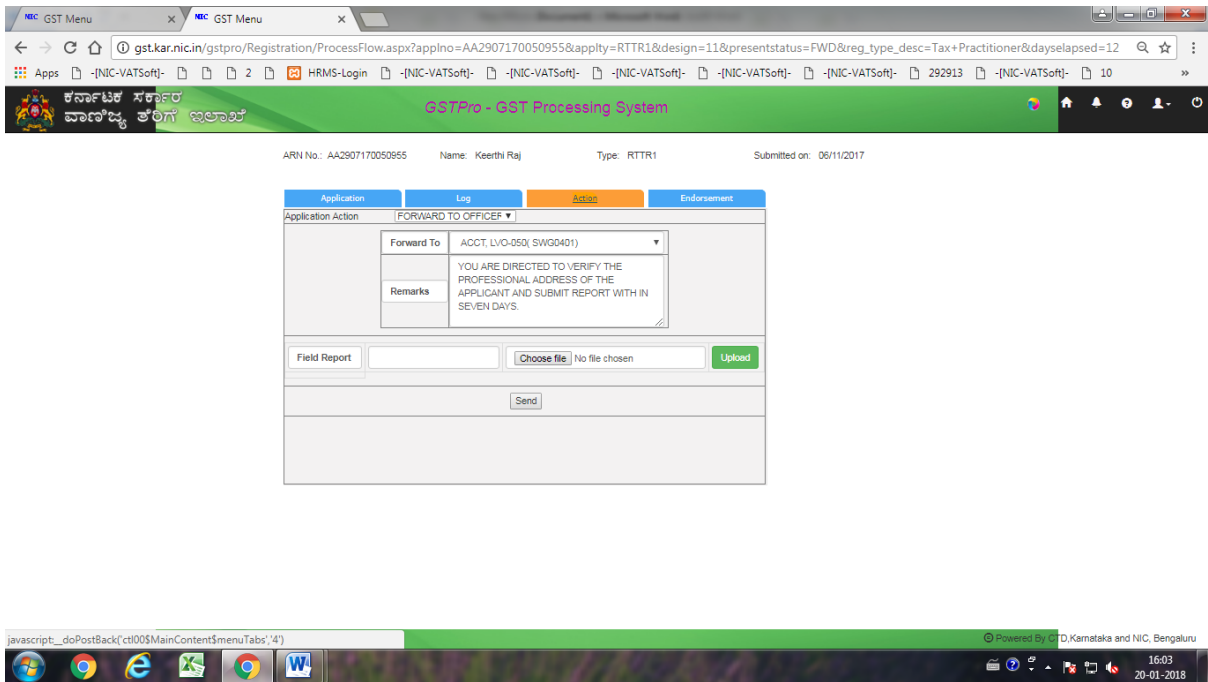 NIC GST Menu
NIC GST Menu
gst.kar.nic.in/gstpro/Registration/ProcessFlow.aspx?applno=AA2907170050955&applty=RTTR1&design=11&presentstatus=FWD&reg_type_desc=Tax+Practitioner&dayselapsed=12
Apps -[NIC-VATSoft]- 2 HRMS-Login -[NIC-VATSoft]- -[NIC-VATSoft]- -[NIC-VATSoft]- -[NIC-VATSoft]- -[NIC-VATSoft]- 292913 -[NIC-VATSoft]- 10 »
ಕರ್ನಾಟಕ ಸರ್ಕಾರ
ವಾಣಿಜ್ಯ ತೆರಿಗೆ ಇಲಾಖೆ
GSTPro - GST Processing System
ARN No.: AA2907170050955 Name: Keerthi Raj Type: RTTR1 Submitted on: 06/11/2017
Application Log Action Endorsement
Application Action FORWARD TO OFFICER
Forward To ACCT, LVO-050( SWG0401)
Remarks
YOU ARE DIRECTED TO VERIFY THE
PROFESSIONAL ADDRESS OF THE
APPLICANT AND SUBMIT REPORT WITH IN
SEVEN DAYS.
Field Report Choose file No file chosen Upload
Send
javascript:__doPostBack('ctl00$MainContent$menuTabs','4')
© Powered By CTD,Karnataka and NIC, Bengaluru
16:03
20-01-2018